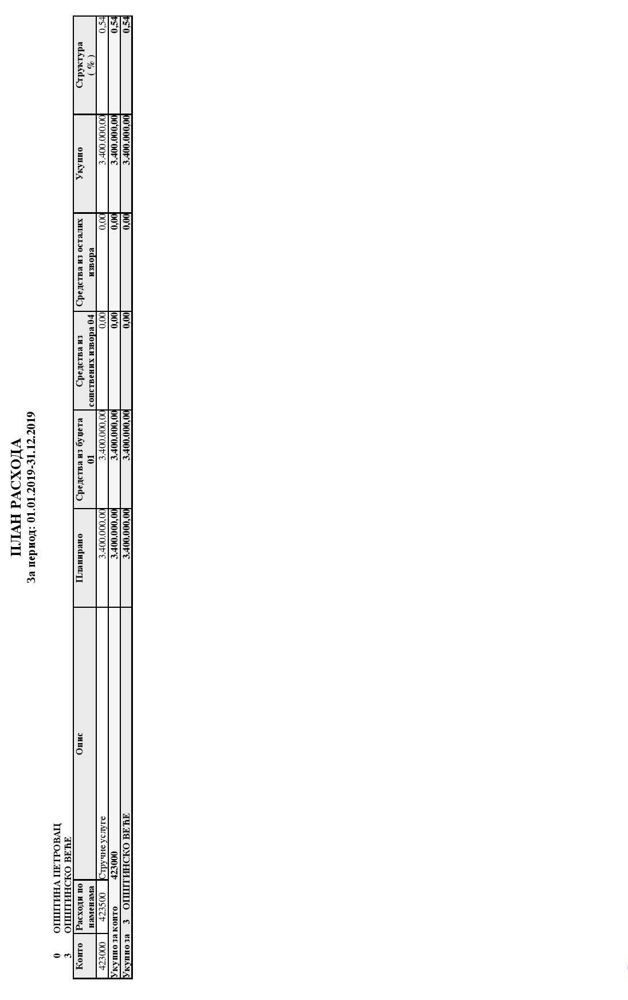 ПЛАН РАСХОДА
За период: 01.01.2019-31.12.2019
0 ОПШТИНА ПЕТРОВАЦ
3 ОПШТИНСКО ВЕЋЕ
Конто Расходи по наменама Опис Планирано Средства из буџета 01 Средства из сопствених извора 04 Средства из осталих извора Укупно Структура ( % )
423000 423500 Стручне услуге 3.400.000,00 3.400.000,00 0,00 0,00 3.400.000,00 0,54
Укупно за конто 423000 3.400.000,00 3.400.000,00 0,00 0,00 3.400.000,00 0,54
Укупно за 3 ОПШТИНСКО ВЕЋЕ 3.400.000,00 3.400.000,00 0,00 0,00 3.400.000,00 0,54